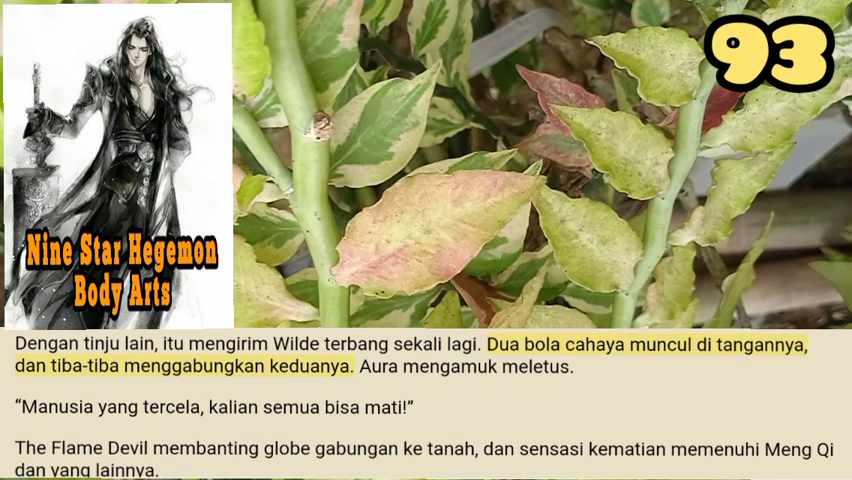 93
Nine Star Hegemon
Body Arts
Dengan tinju lain, itu mengirim Wilde terbang sekali lagi. Dua bola cahaya muncul di tangannya,
dan tiba-tiba menggabungkan keduanya. Aura mengamuk meletus.
“Manusia yang tercela, kalian semua bisa mati!”
The Flame Devil membanting globe gabungan ke tanah, dan sensasi kematian memenuhi Meng Qi
dan yang lainnya.